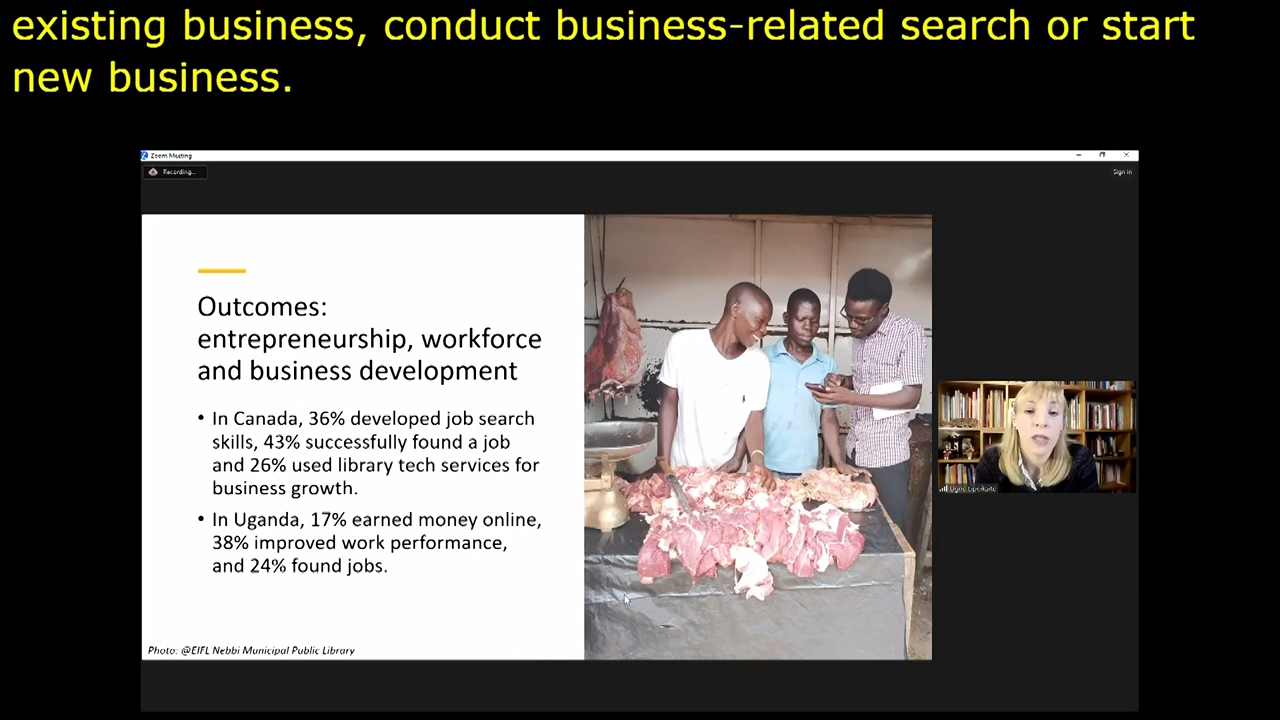 existing business, conduct business-related search or start
new business.
Zoom Meeting
Recording...
Sign in
Outcomes:
entrepreneurship, workforce
and business development
• In Canada, 36% developed job search
skills, 43% successfully found a job
and 26% used library tech services for
business growth.
• In Uganda, 17% earned money online,
38% improved work performance,
and 24% found jobs.
Photo: @EIFL Nebbi Municipal Public Library